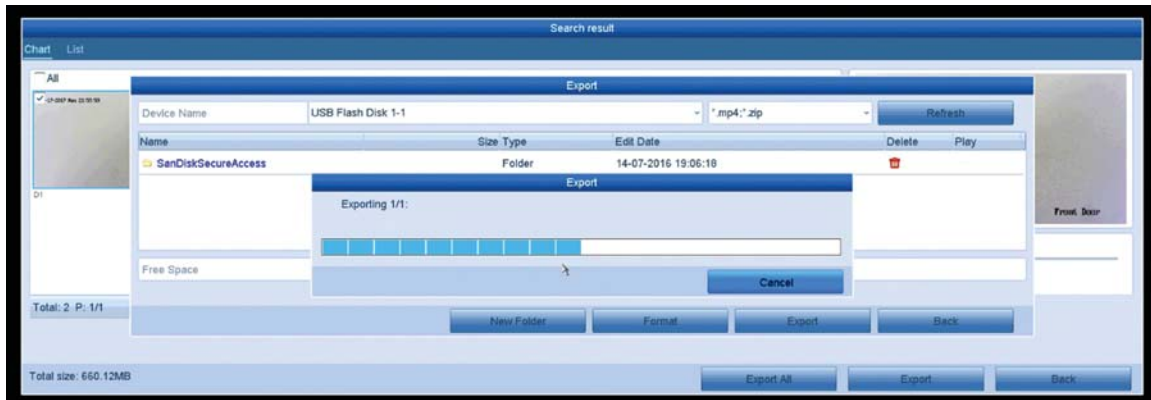 Search result
Chart List
All
Export
Device Name USB Flash Disk 1-1 *.mp4;*.zip Refresh
Name Size Type Edit Date Delete Play
SanDiskSecureAccess Folder 14-07-2016 19:06:18
Export
Exporting 1/1:
D1
Front Door
Free Space
Cancel
Total: 2 P: 1/1
New Folder Format Export Back
Total size: 660.12MB
Export All Export Back